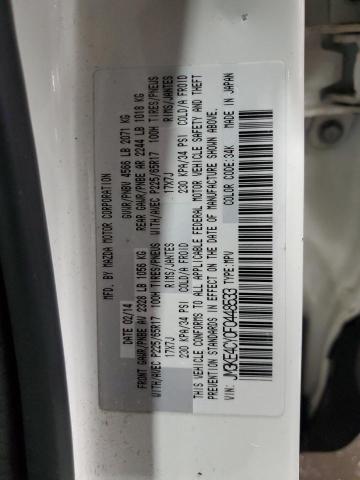 MFD. BY MAZDA MOTOR CORPORATION
DATE: 02/14 GVWR/PNBV 4566 LB 2071 KG
FRONT GAWR/PNBE AV 2328 LB 1056 KG REAR GAWR/PNBE AR 2244 LB 1018 KG
WITH/AVEC P225/65R17 100H TIRES/PNEUS WITH/AVEC P225/65R17 100H TIRES/PNEUS
17X7J RIMS/JANTES 17X7J RIMS/JANTES
230 KPA/34 PSI COLD/A FROID 230 KPA/34 PSI COLD/A FROID
THIS VEHICLE CONFORMS TO ALL APPLICABLE FEDERAL MOTOR VEHICLE SAFETY AND THEFT
PREVENTION STANDARDS IN EFFECT ON THE DATE OF MANUFACTURE SHOWN ABOVE.
MADE IN JAPAN
VIN: TYPE:MPV COLOR CODE:34K